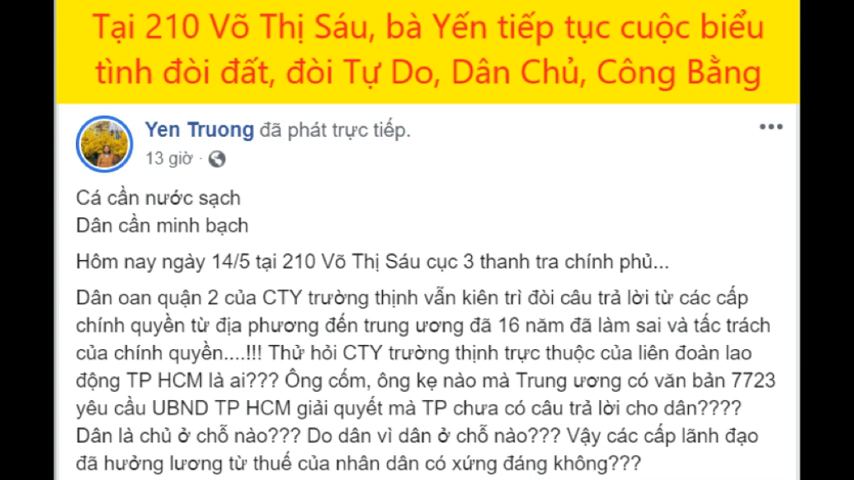 Tại 210 Võ Thị Sáu, bà Yến tiếp tục cuộc biểu
tình đòi đất, đòi Tự Do, Dân Chủ, Công Bằng
Yen Truong đã phát trực tiếp.
13 giờ ·
Cá cần nước sạch
Dân cần minh bạch
Hôm nay ngày 14/5 tại 210 Võ Thị Sáu cục 3 thanh tra chính phủ...
Dân oan quận 2 của CTY trường thịnh vẫn kiên trì đòi câu trả lời từ các cấp
chính quyền từ địa phương đến trung ương đã 16 năm đã làm sai và tấc trách
của chính quyền....!!! Thử hỏi CTY trường thịnh trực thuộc của liên đoàn lao
động TP HCM là ai??? Ông cốm, ông kẹ nào mà Trung ương có văn bản 7723
yêu cầu UBND TP HCM giải quyết mà TP chưa có câu trả lời cho dân????
Dân là chủ ở chỗ nào??? Do dân vì dân ở chỗ nào??? Vậy các cấp lãnh đạo
đã hưởng lương từ thuế của nhân dân có xứng đáng không???